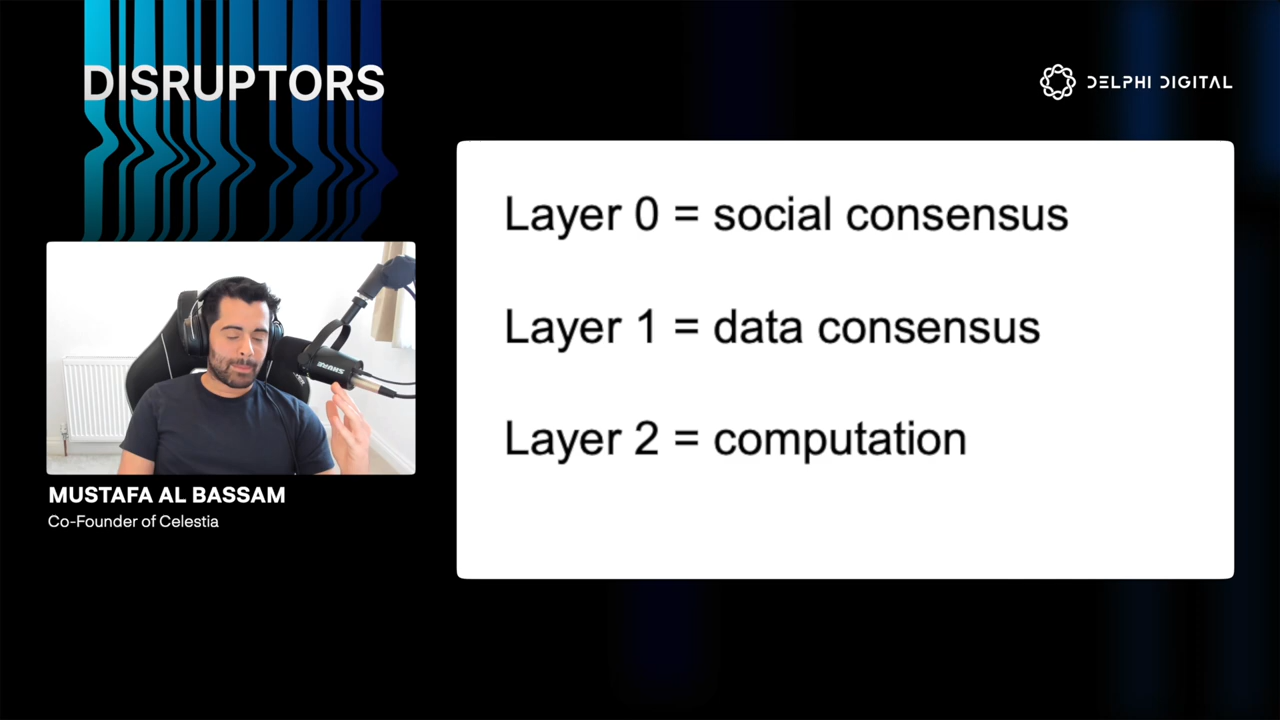 DISRUPTORS
DELPHI DIGITAL
Layer 0 = social consensus
Layer 1 = data consensus
Layer 2 = computation
SHURE
MUSTAFA AL BASSAM
Co-Founder of Celestia